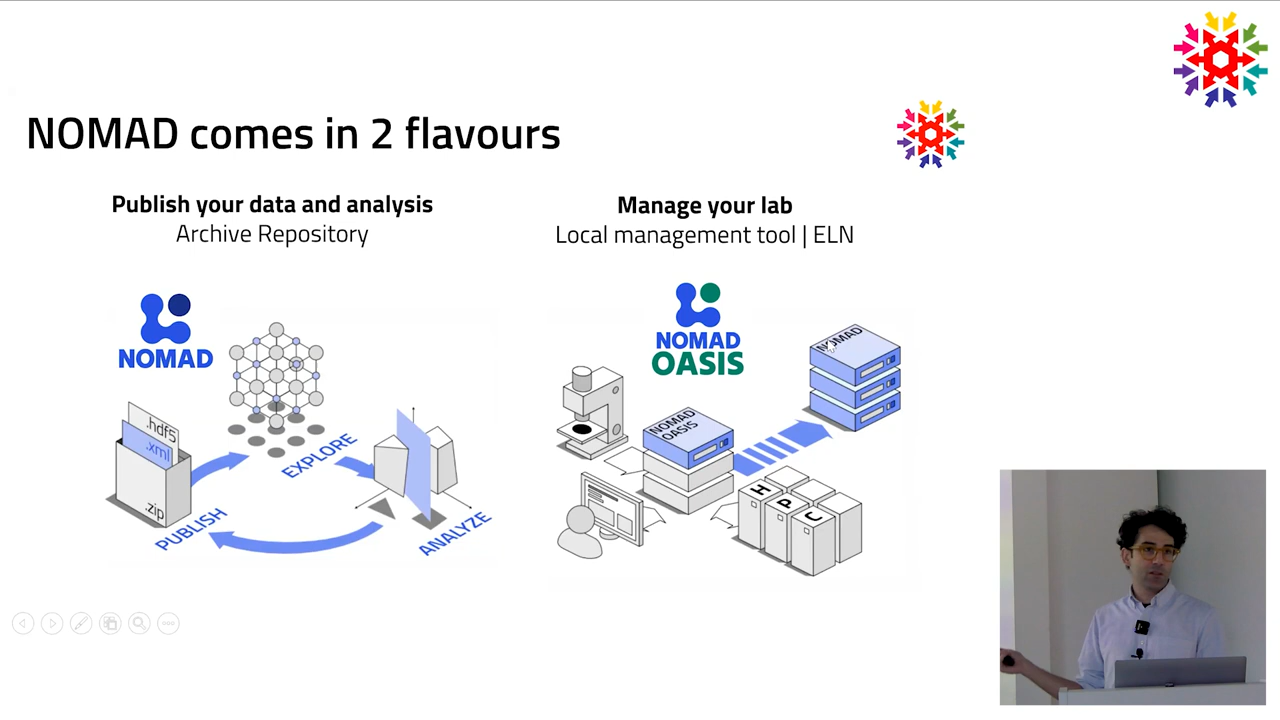 NOMAD comes in 2 flavours
Publish your data and analysis
Archive Repository
NOMAD
.hdf5
.xml
.zip
PUBLISH
EXPLORE
ANALYZE
Manage your lab
Local management tool | ELN
NOMAD
OASIS
NOMAD
OASIS
NOMAD
H
P
C